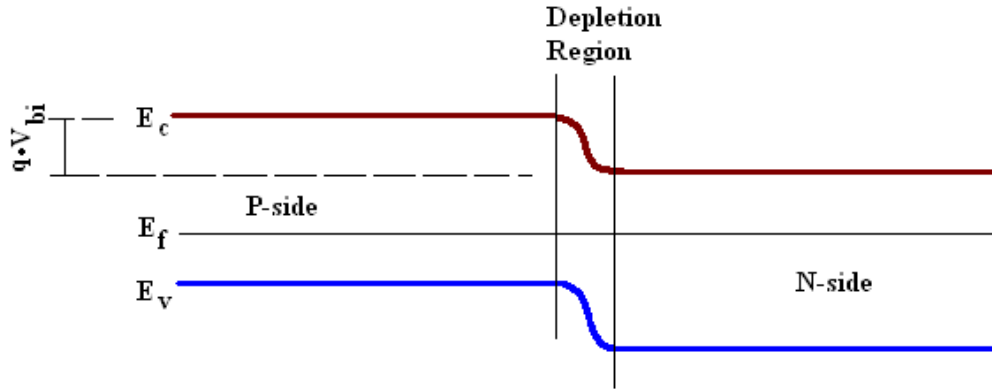 Depletion
Region
q•V_bi
E_c
P-side
E_f
N-side
E_v